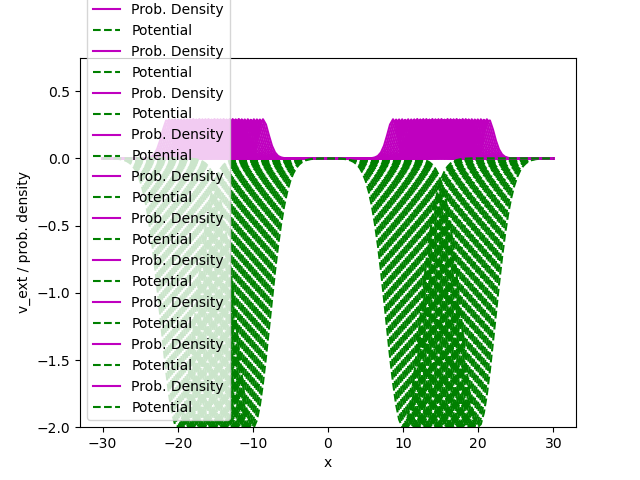 Prob. Density
Potential
Prob. Density
Potential
Prob. Density
Potential
Prob. Density
Potential
Prob. Density
Potential
Prob. Density
Potential
Prob. Density
Potential
Prob. Density
Potential
Prob. Density
Potential
Prob. Density
Potential
0.5
0.0
−0.5
−1.0
−1.5
−2.0
v_ext / prob. density
−30 −20 −10 0 10 20 30
x